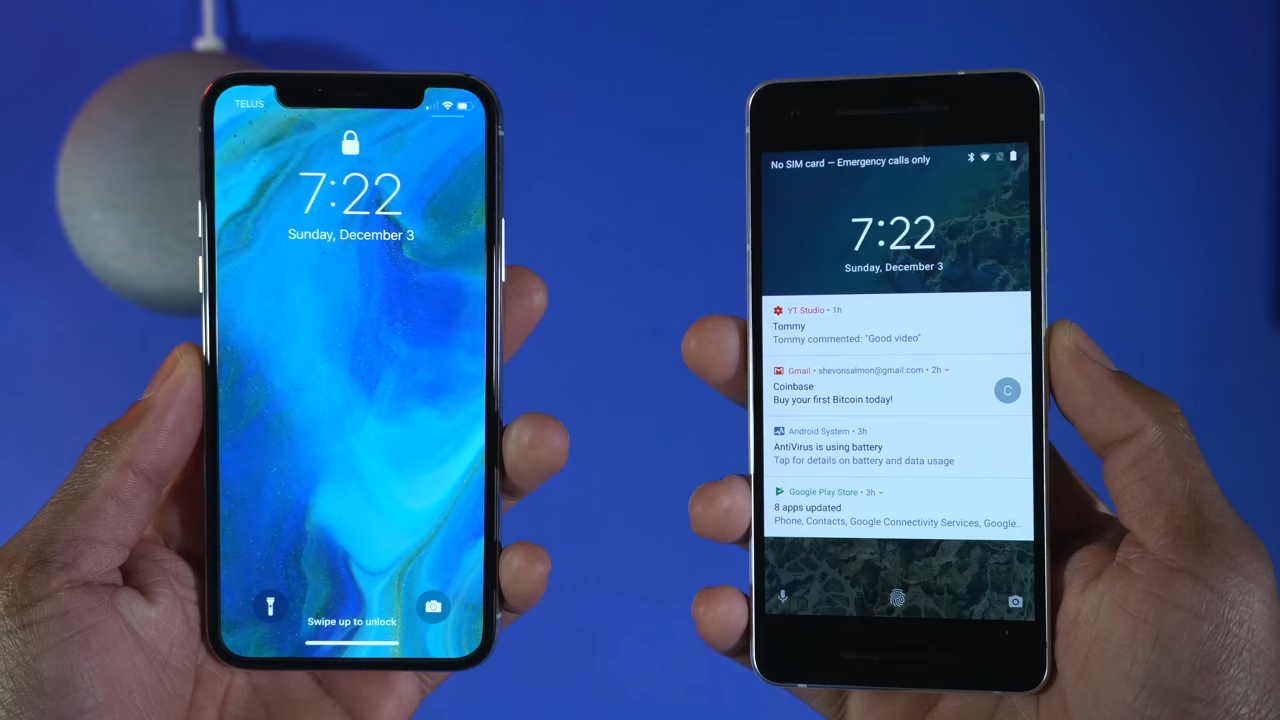 TELUS
7:22
Sunday, December 3
Swipe up to unlock
No SIM card — Emergency calls only
7:22
Sunday, December 3
YT Studio • 1h
Tommy
Tommy commented: "Good video"
Gmail • shevonsalmon@gmail.com • 2h
Coinbase
Buy your first Bitcoin today!
C
Android System • 3h
AntiVirus is using battery
Tap for details on battery and data usage
Google Play Store • 3h
8 apps updated
Phone, Contacts, Google Connectivity Services, Google..